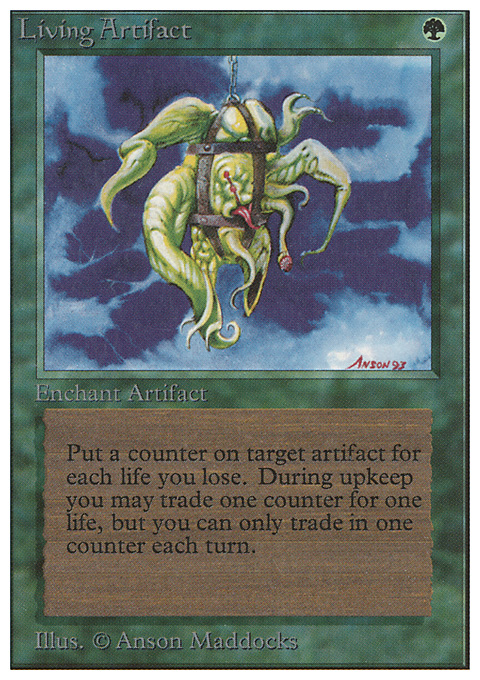 Living Artifact
ANSON 93
Enchant Artifact
Put a counter on target artifact for
each life you lose. During upkeep
you may trade one counter for one
life, but you can only trade in one
counter each turn.
Illus. © Anson Maddocks